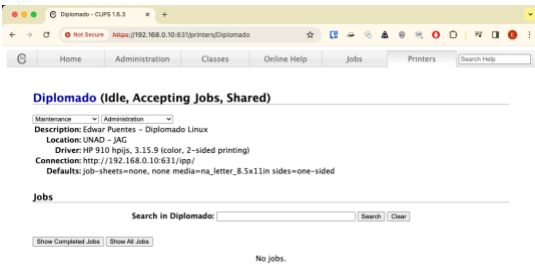 Diplomado - CUPS 1.6.3
Not Secure https://192.168.0.10:631/printers/Diplomado
Home Administration Classes Online Help Jobs Printers Search Help
Diplomado (Idle, Accepting Jobs, Shared)
Maintenance Administration
Description: Edwar Puentes - Diplomado Linux
Location: UNAD - JAG
Driver: HP 910 hpijs, 3.15.9 (color, 2-sided printing)
Connection: http://192.168.0.10:631/ipp/
Defaults: job-sheets=none, none media=na_letter_8.5x11in sides=one-sided
Jobs
Search in Diplomado: Search Clear
Show Completed Jobs Show All Jobs
No jobs.